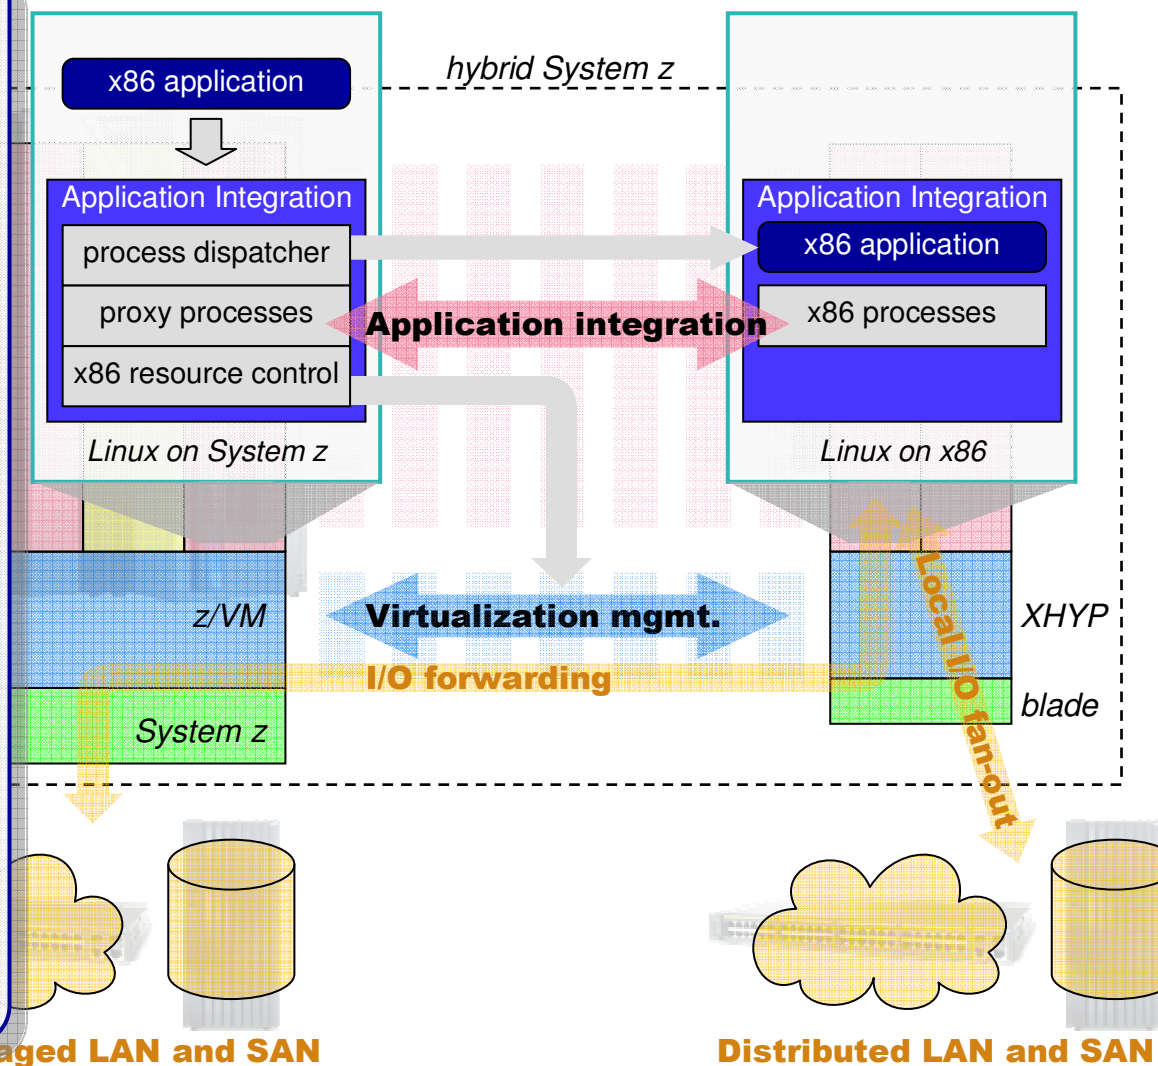 hybrid System z
x86 application
Application Integration
process dispatcher
proxy processes
x86 resource control
Linux on System z
Application Integration
x86 application
x86 processes
Linux on x86
Application integration
z/VM
Virtualization mgmt.
XHYP
I/O forwarding
Local I/O fan-out
System z
blade
aged LAN and SAN
Distributed LAN and SAN